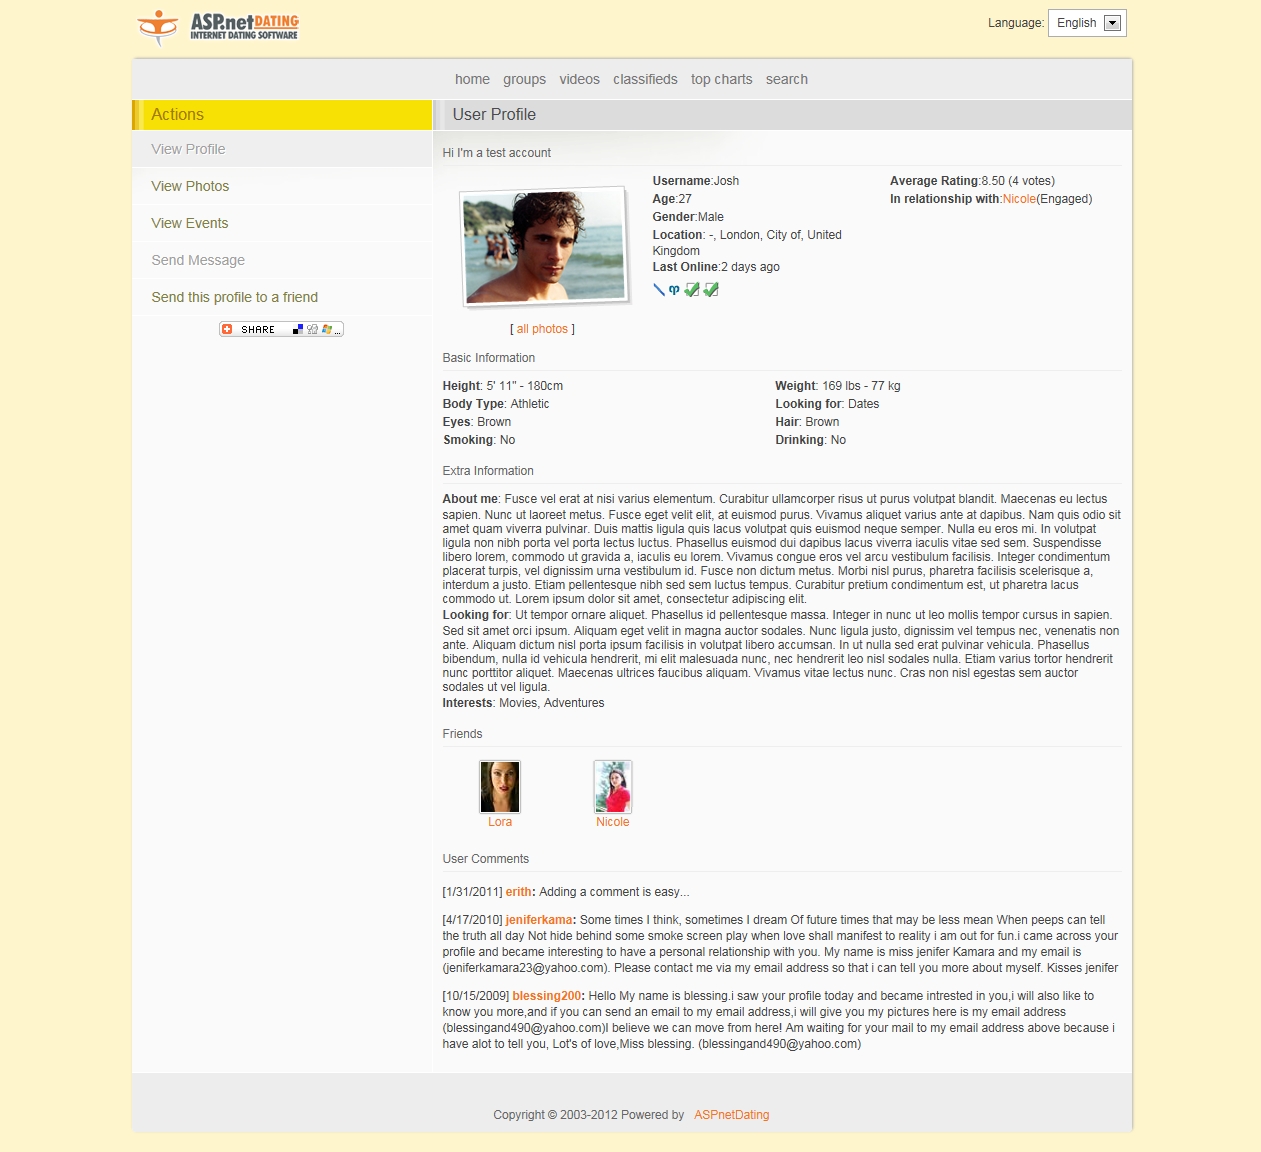 ASP.netDATING
INTERNET DATING SOFTWARE
Language: English
home groups videos classifieds top charts search
Actions
View Profile
View Photos
View Events
Send Message
Send this profile to a friend
SHARE
User Profile
Hi I'm a test account
[ all photos ]
Username:Josh
Age:27
Gender:Male
Location: -, London, City of, United
Kingdom
Last Online:2 days ago
Average Rating:8.50 (4 votes)
In relationship with:Nicole(Engaged)
Basic Information
Height: 5' 11" - 180cm
Weight: 169 lbs - 77 kg
Body Type: Athletic
Looking for: Dates
Eyes: Brown
Hair: Brown
Smoking: No
Drinking: No
Extra Information
About me: Fusce vel erat at nisi varius elementum. Curabitur ullamcorper risus ut purus volutpat blandit. Maecenas eu lectus
sapien. Nunc ut laoreet metus. Fusce eget velit elit, at euismod purus. Vivamus aliquet varius ante at dapibus. Nam quis odio sit
amet quam viverra pulvinar. Duis mattis ligula quis lacus volutpat quis euismod neque semper. Nulla eu eros mi. In volutpat
ligula non nibh porta vel porta lectus luctus. Phasellus euismod dui dapibus lacus viverra iaculis vitae sed sem. Suspendisse
libero lorem, commodo ut gravida a, iaculis eu lorem. Vivamus congue eros vel arcu vestibulum facilisis. Integer condimentum
placerat turpis, vel dignissim urna vestibulum id. Fusce non dictum metus. Morbi nisl purus, pharetra facilisis scelerisque a,
interdum a justo. Etiam pellentesque nibh sed sem luctus tempus. Curabitur pretium condimentum est, ut pharetra lacus
commodo ut. Lorem ipsum dolor sit amet, consectetur adipiscing elit.
Looking for: Ut tempor ornare aliquet. Phasellus id pellentesque massa. Integer in nunc ut leo mollis tempor cursus in sapien.
Sed sit amet orci ipsum. Aliquam eget velit in magna auctor sodales. Nunc ligula justo, dignissim vel tempus nec, venenatis non
ante. Aliquam dictum nisl porta ipsum facilisis in volutpat libero accumsan. In ut nulla sed erat pulvinar vehicula. Phasellus
bibendum, nulla id vehicula hendrerit, mi elit malesuada nunc, nec hendrerit leo nisl sodales nulla. Etiam varius tortor hendrerit
nunc porttitor aliquet. Maecenas ultrices faucibus aliquam. Vivamus vitae lectus nunc. Cras non nisl egestas sem auctor
sodales ut vel ligula.
Interests: Movies, Adventures
Friends
Lora Nicole
User Comments
[1/31/2011] erith: Adding a comment is easy...
[4/17/2010] jeniferkama: Some times I think, sometimes I dream Of future times that may be less mean When peeps can tell
the truth all day Not hide behind some smoke screen play when love shall manifest to reality i am out for fun.i came across your
profile and became interesting to have a personal relationship with you. My name is miss jenifer Kamara and my email is
(jeniferkamara23@yahoo.com). Please contact me via my email address so that i can tell you more about myself. Kisses jenifer
[10/15/2009] blessing200: Hello My name is blessing.i saw your profile today and became intrested in you,i will also like to
know you more,and if you can send an email to my email address,i will give you my pictures here is my email address
(blessingand490@yahoo.com)I believe we can move from here! Am waiting for your mail to my email address above because i
have alot to tell you, Lot's of love,Miss blessing. (blessingand490@yahoo.com)
Copyright © 2003-2012 Powered by ASPnetDating